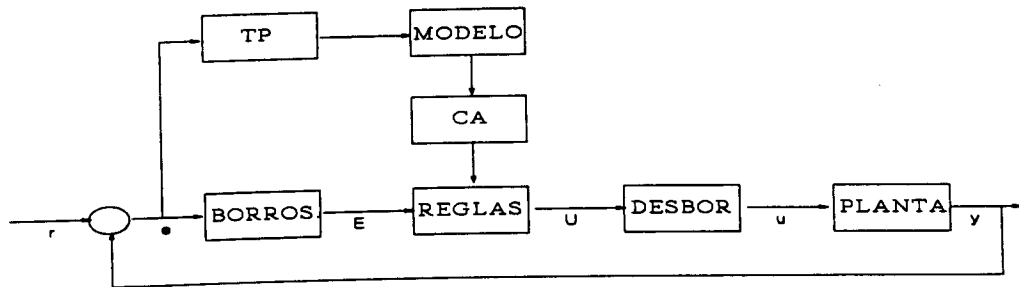 TP
MODELO
CA
r
e
BORROS
E
REGLAS
U
DESBOR
u
PLANTA
y